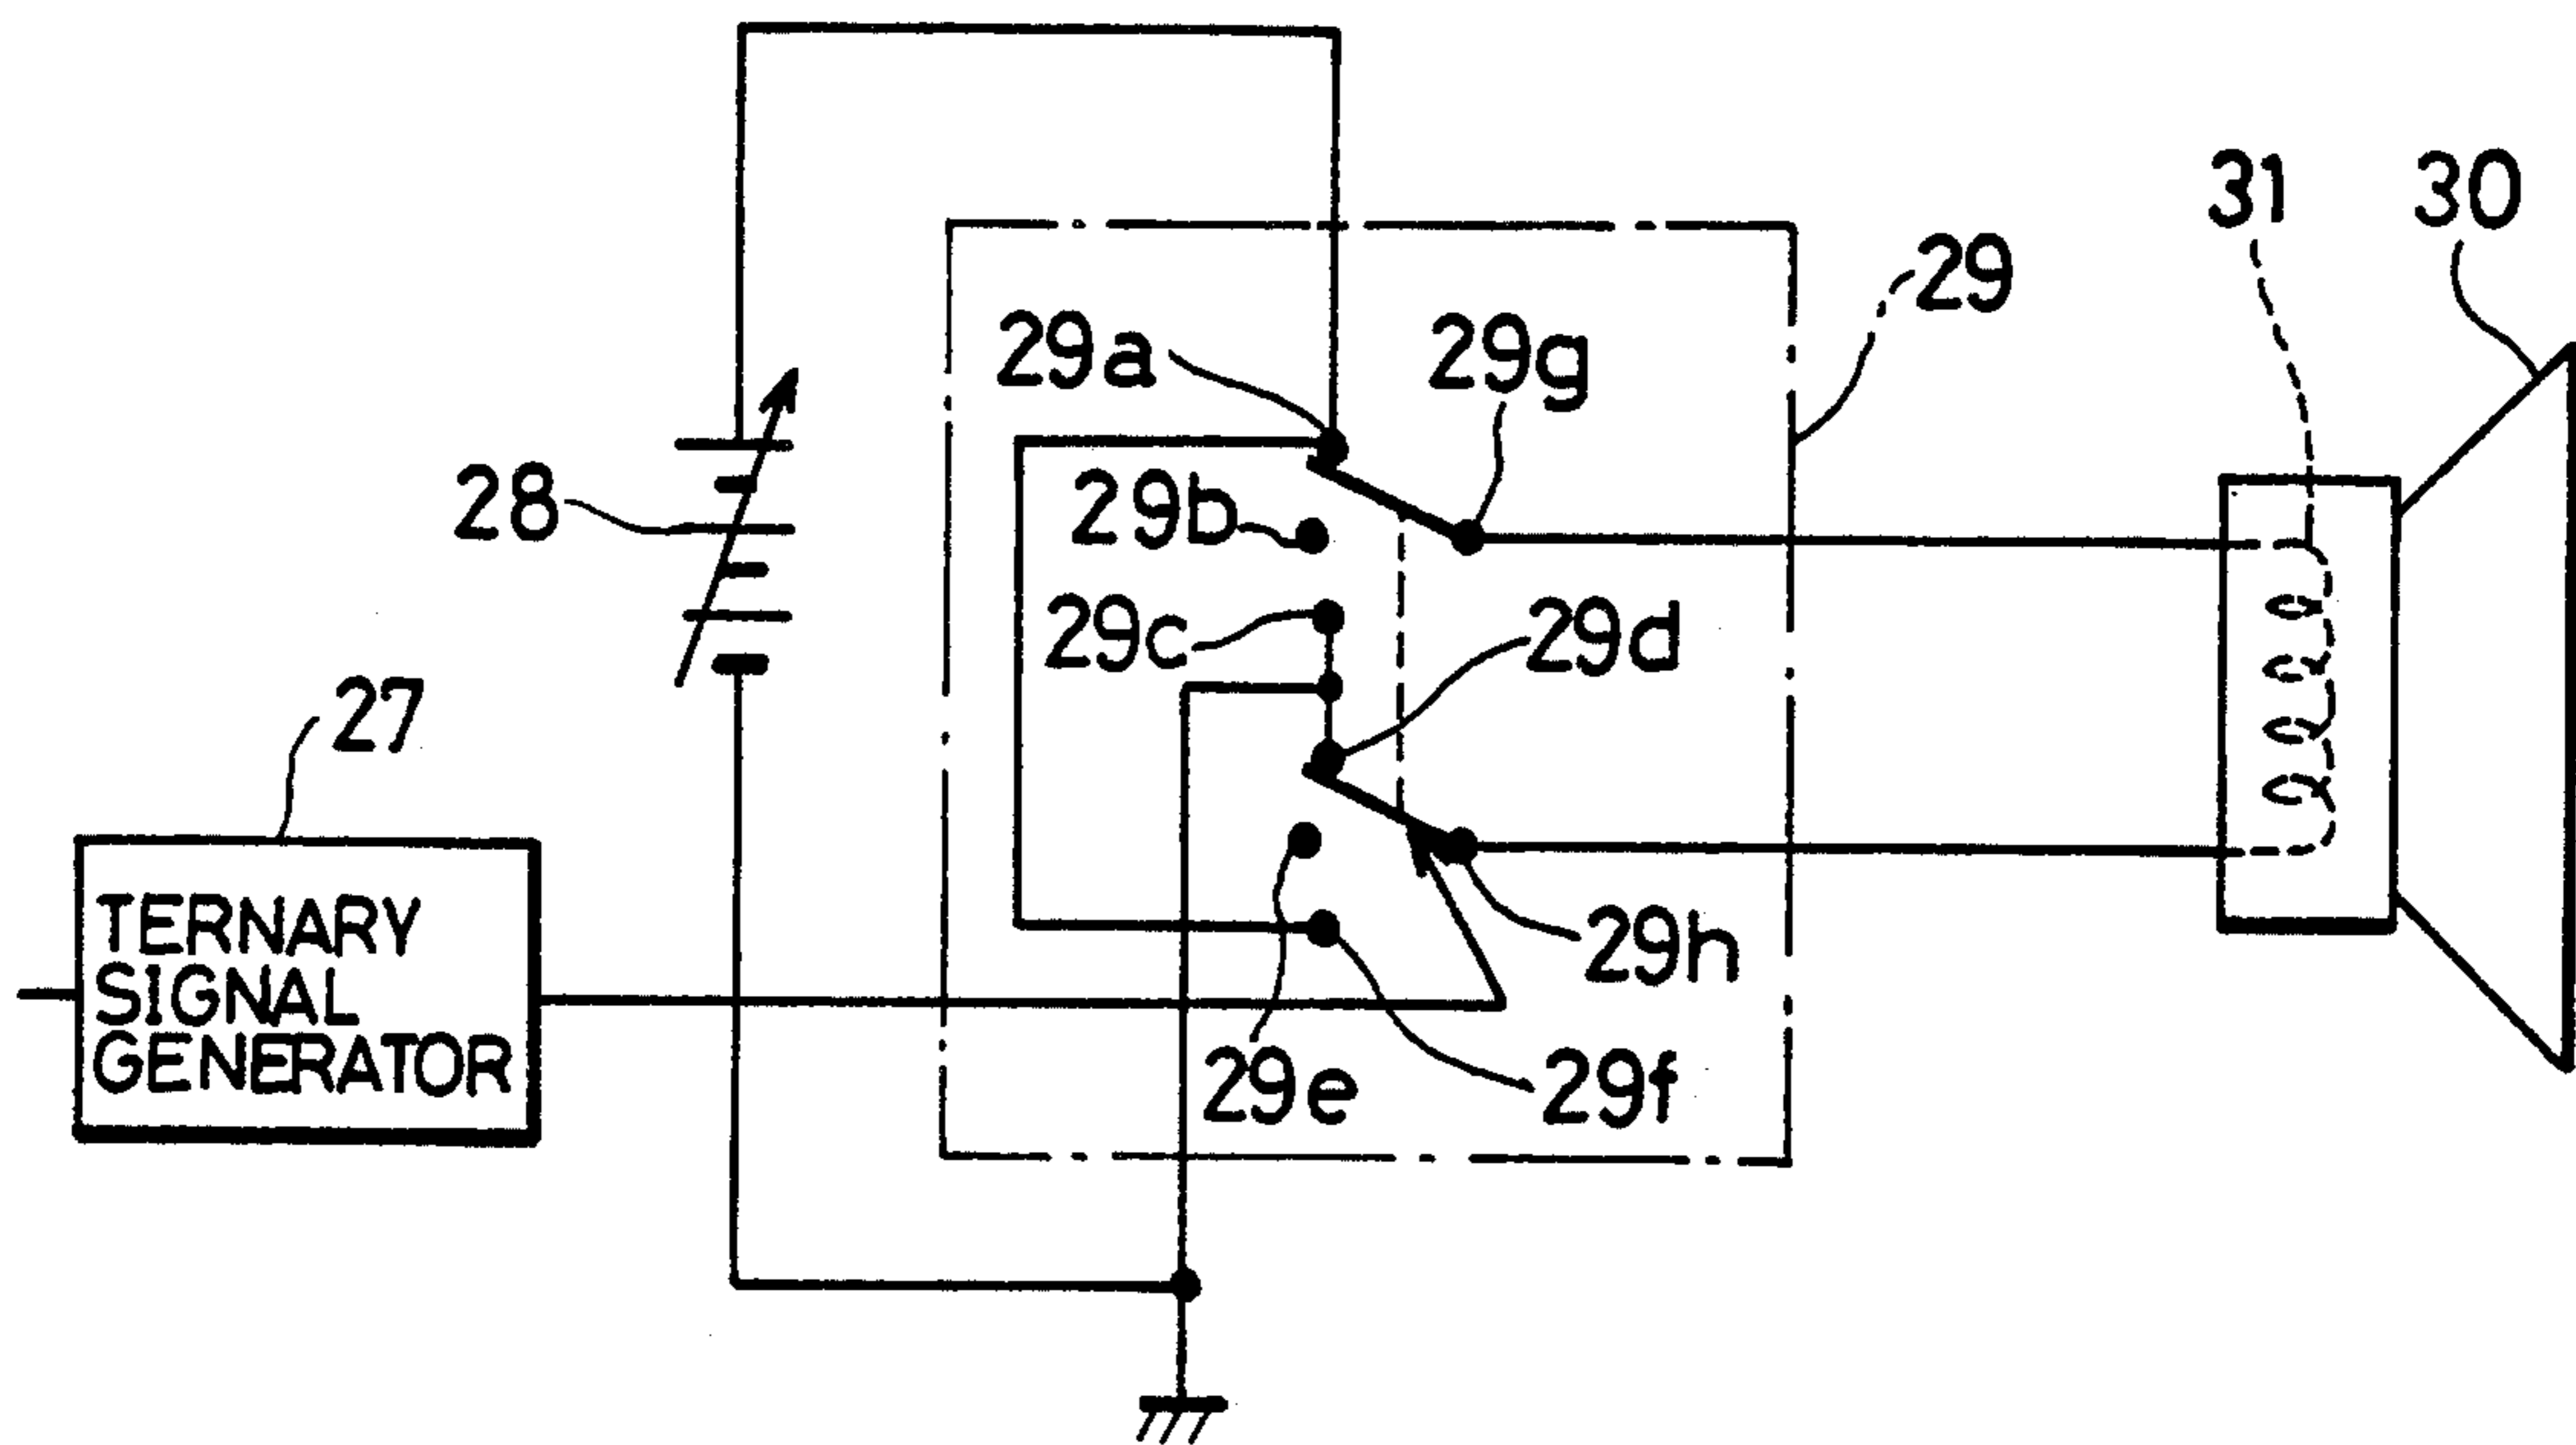 31
30
29
29a
29g
28
29b
29c
29d
27
TERNARY
SIGNAL
GENERATOR
29h
29e
29f